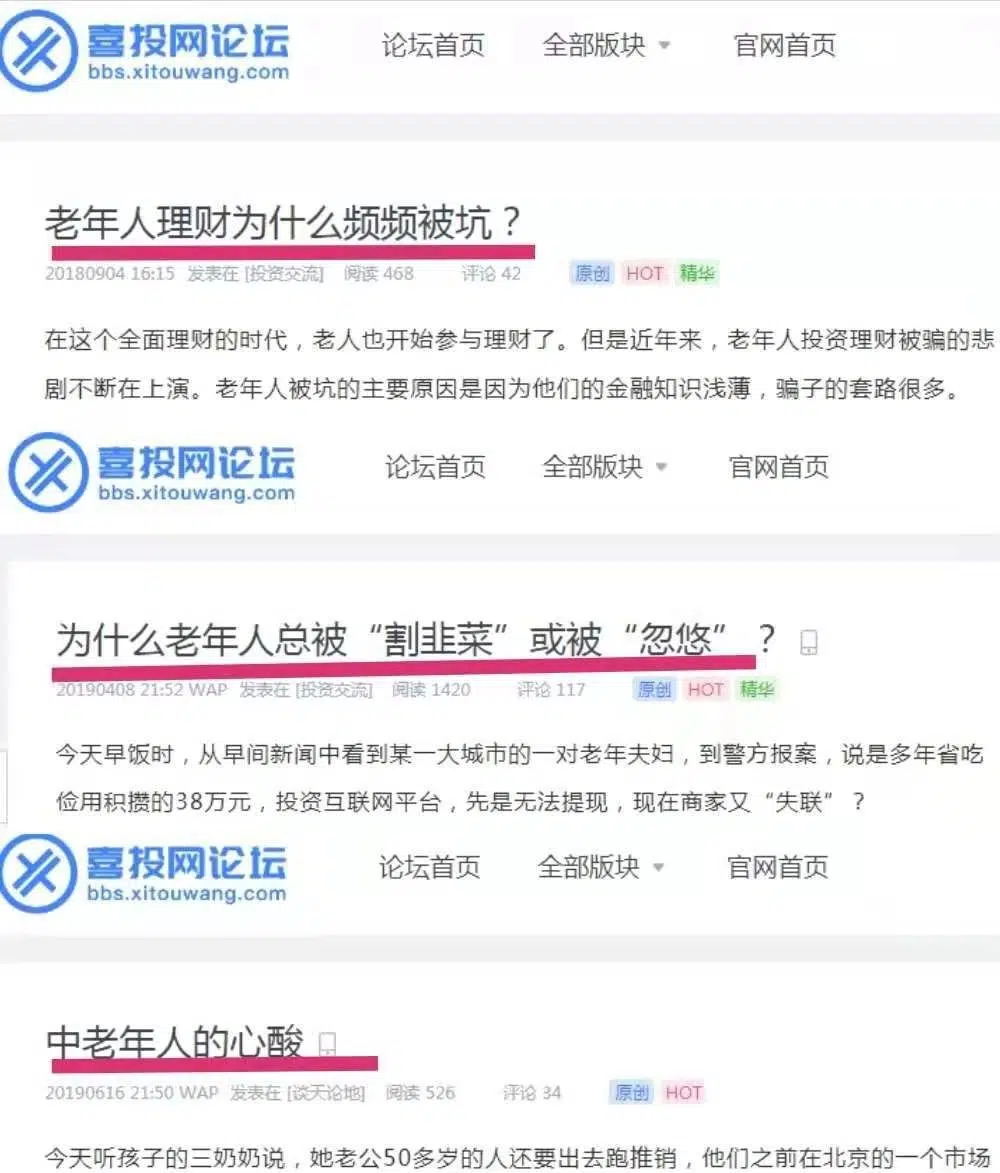 喜投网论坛 论坛首页 全部版块 官网首页
bbs.xitouwang.com
老年人理财为什么频频被坑？
20180904 16:15 发表在 [投资交流] 阅读 468 评论 42 原创 HOT 精华
在这个全面理财的时代，老人也开始参与理财了。但是近年来，老年人投资理财被骗的悲
剧不断在上演。老年人被坑的主要原因是因为他们的金融知识浅薄，骗子的套路很多。
喜投网论坛 论坛首页 全部版块 官网首页
bbs.xitouwang.com
为什么老年人总被“割韭菜”或被“忽悠”？
20190408 21:52 WAP 发表在 [投资交流] 阅读 1420 评论 117 原创 HOT 精华
今天早饭时，从早间新闻中看到某一大城市的一对老年夫妇，到警方报案，说是多年省吃
俭用积攒的38万元，投资互联网平台，先是无法提现，现在商家又“失联”？
喜投网论坛 论坛首页 全部版块 官网首页
bbs.xitouwang.com
中老年人的心酸
20190616 21:50 WAP 发表在 [谈天论地] 阅读 526 评论 34 原创 HOT
今天听孩子的三奶奶说，她老公50多岁的人还要出去跑推销，他们之前在北京的一个市场